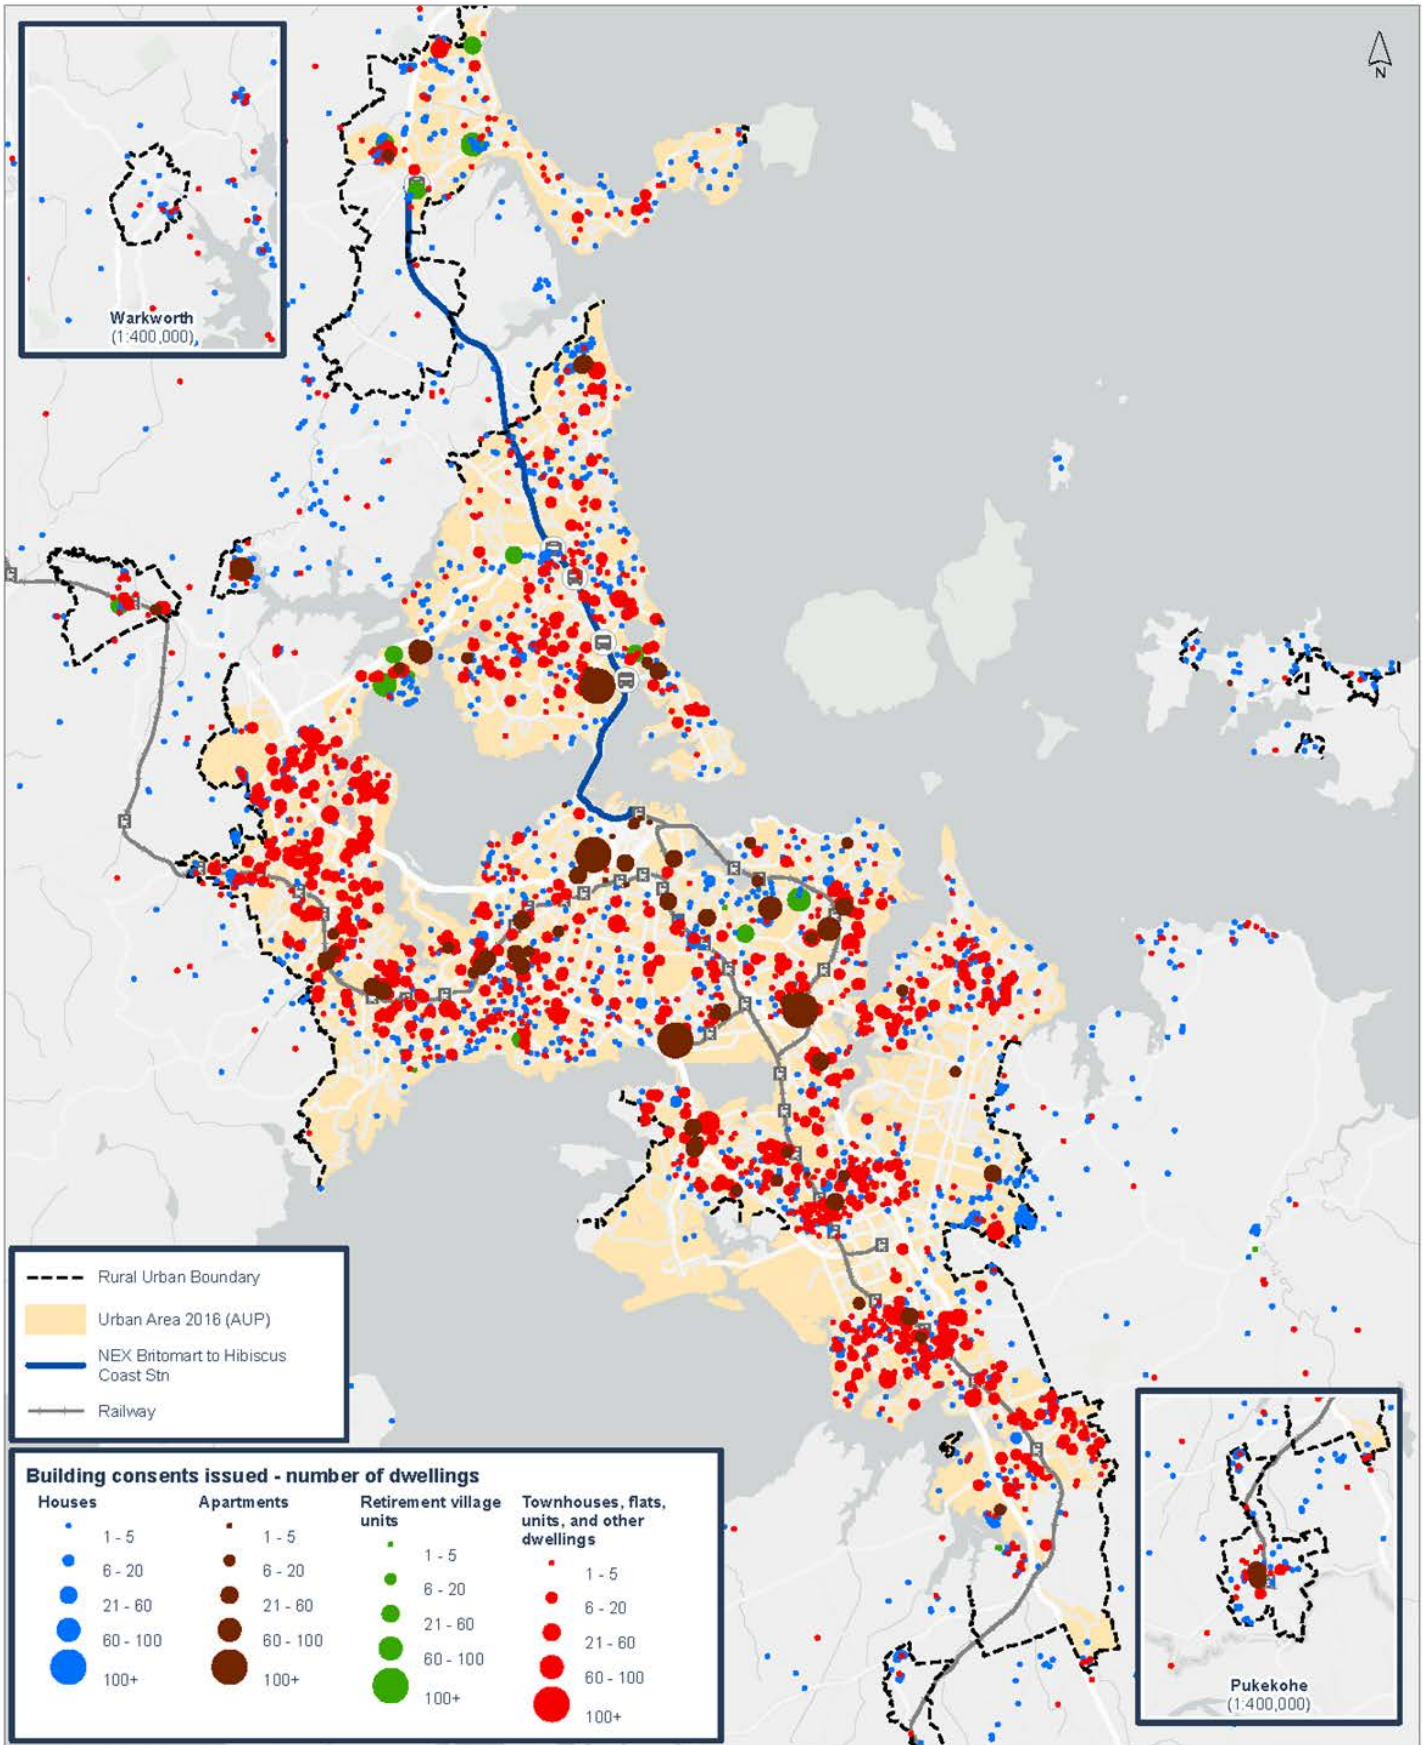 N
Warkworth
(1:400,000)
Rural Urban Boundary
Urban Area 2016 (AUP)
NEX Britomart to Hibiscus
Coast Stn
Railway
Building consents issued - number of dwellings
Houses
1 - 5
6 - 20
21 - 60
60 - 100
100+
Apartments
1 - 5
6 - 20
21 - 60
60 - 100
100+
Retirement village
units
1 - 5
6 - 20
21 - 60
60 - 100
100+
Townhouses, flats,
units, and other
dwellings
1 - 5
6 - 20
21 - 60
60 - 100
100+
Pukekohe
(1:400,000)